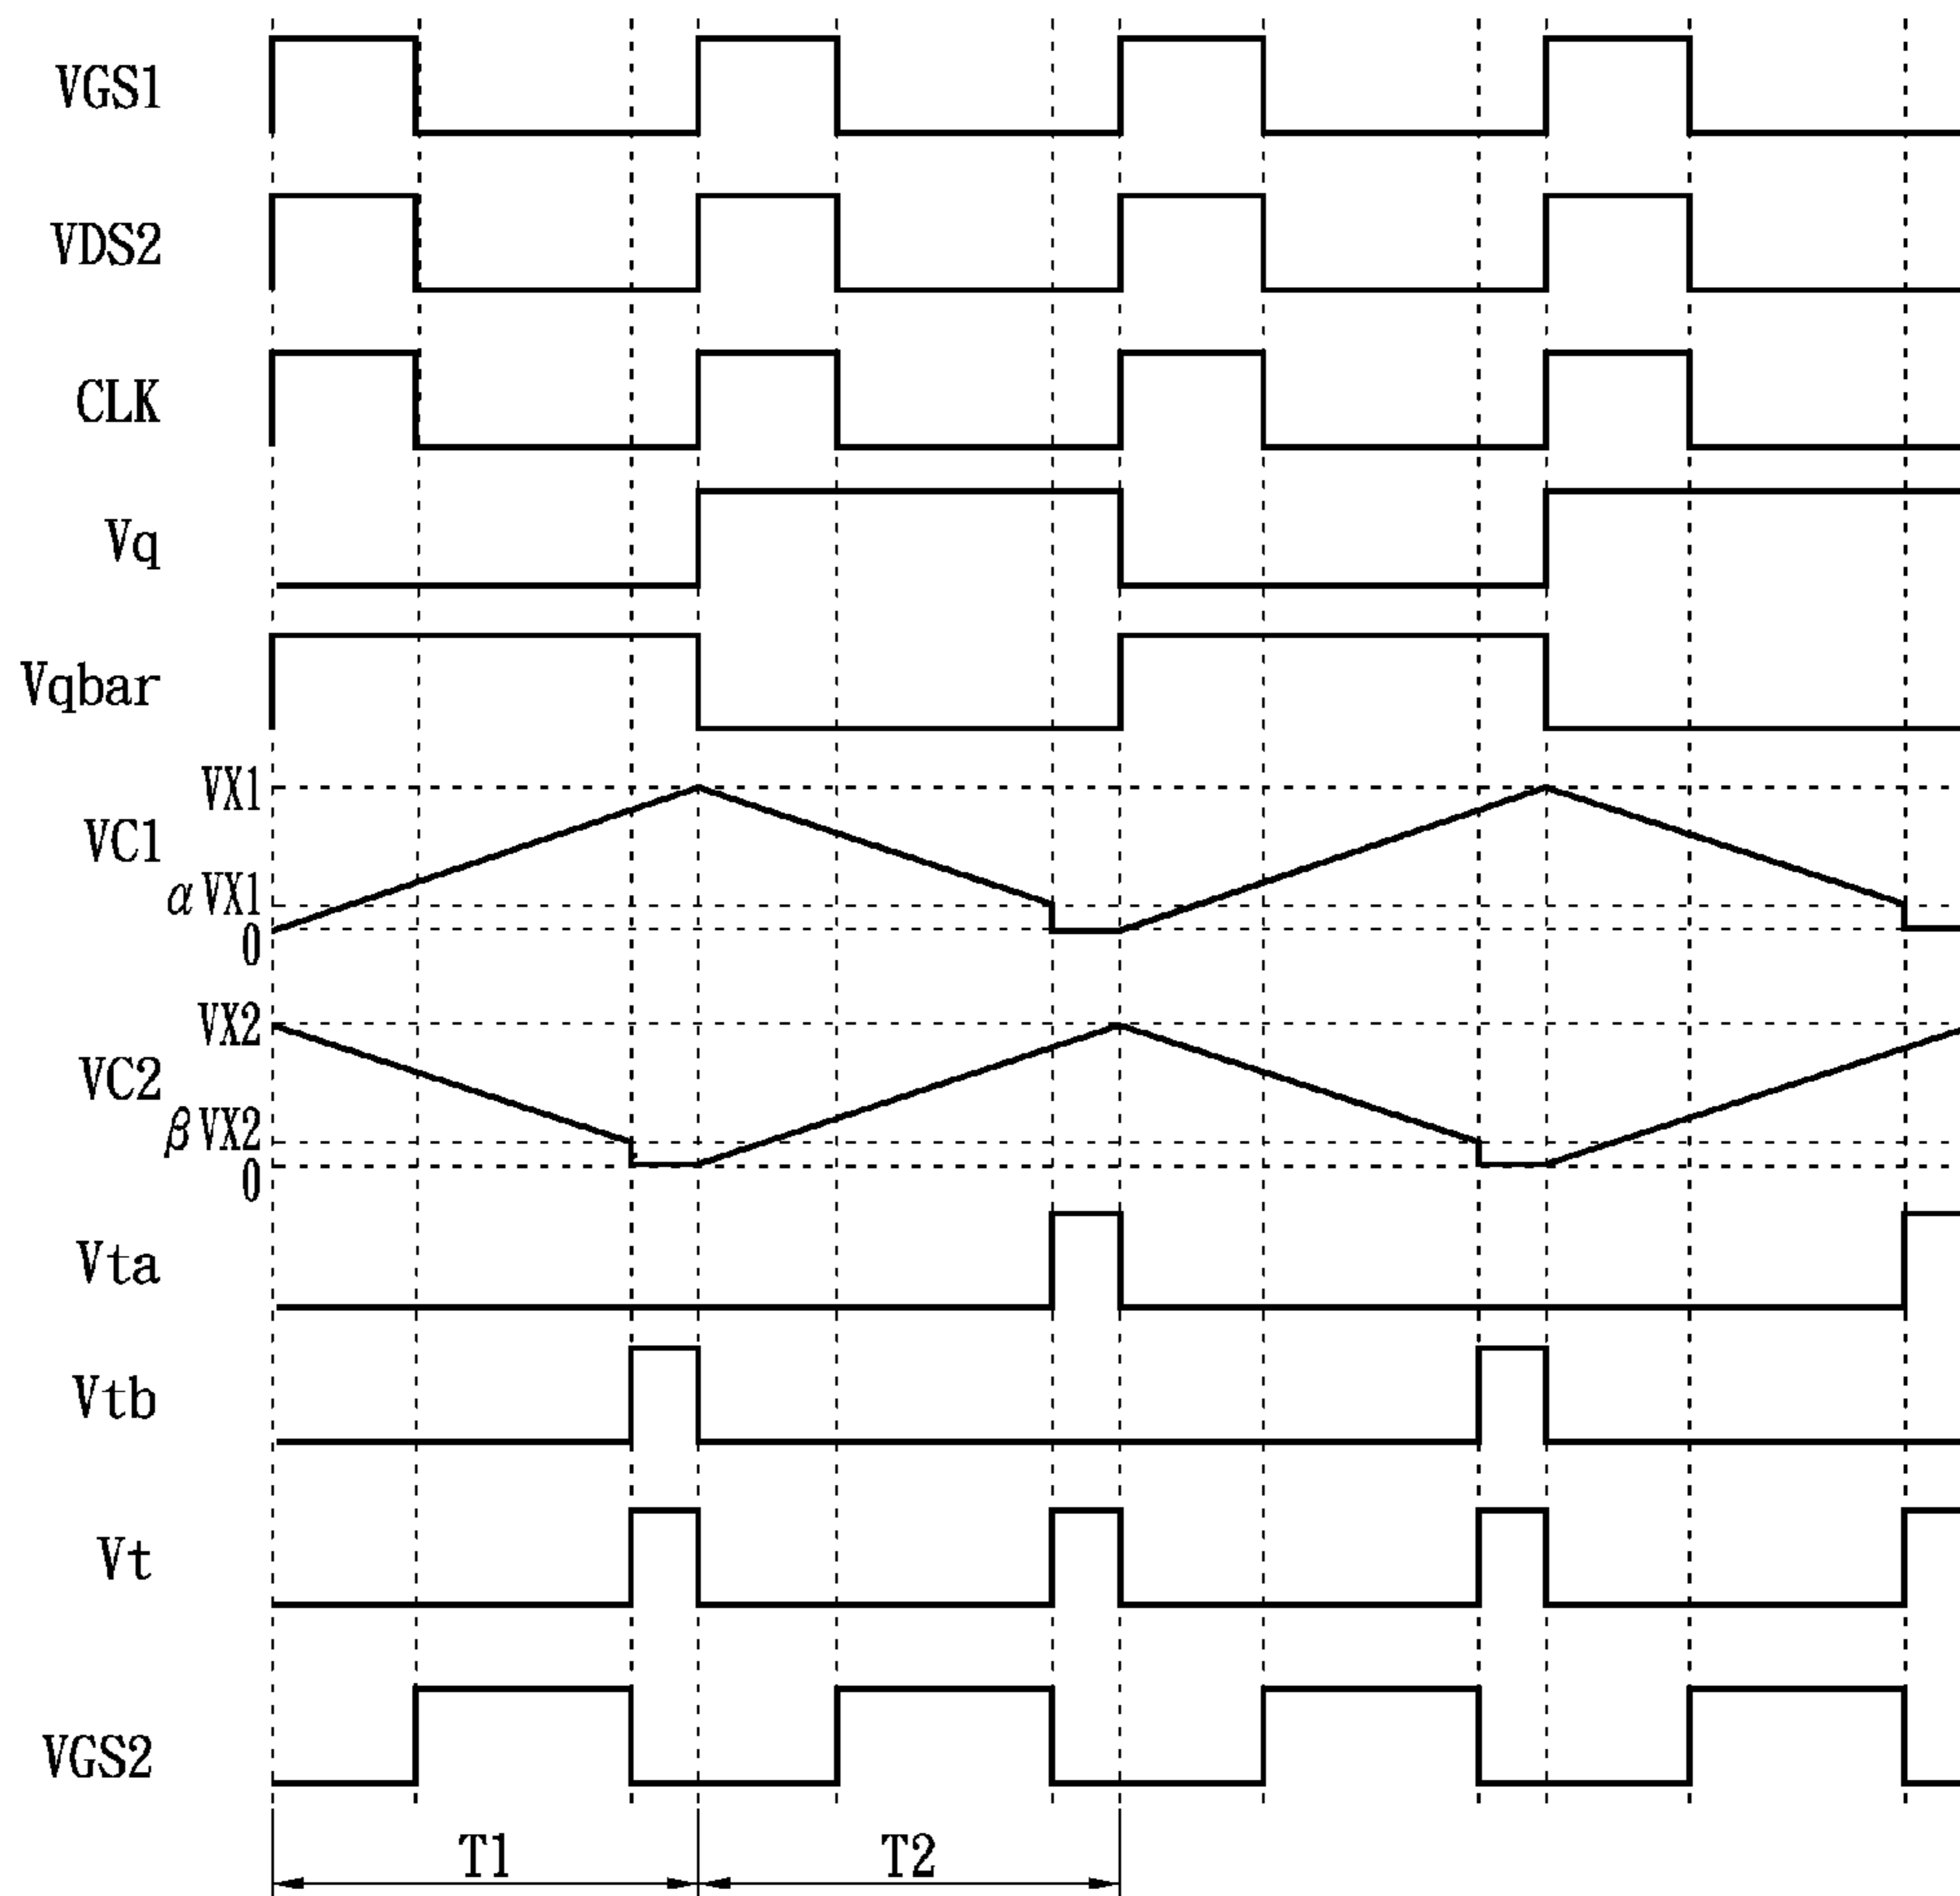 VGS1
VDS2
CLK
Vq
Vqbar
VX1
VC1
αVX1
0
VX2
VC2
βVX2
0
Vta
Vtb
Vt
VGS2
T1 T2